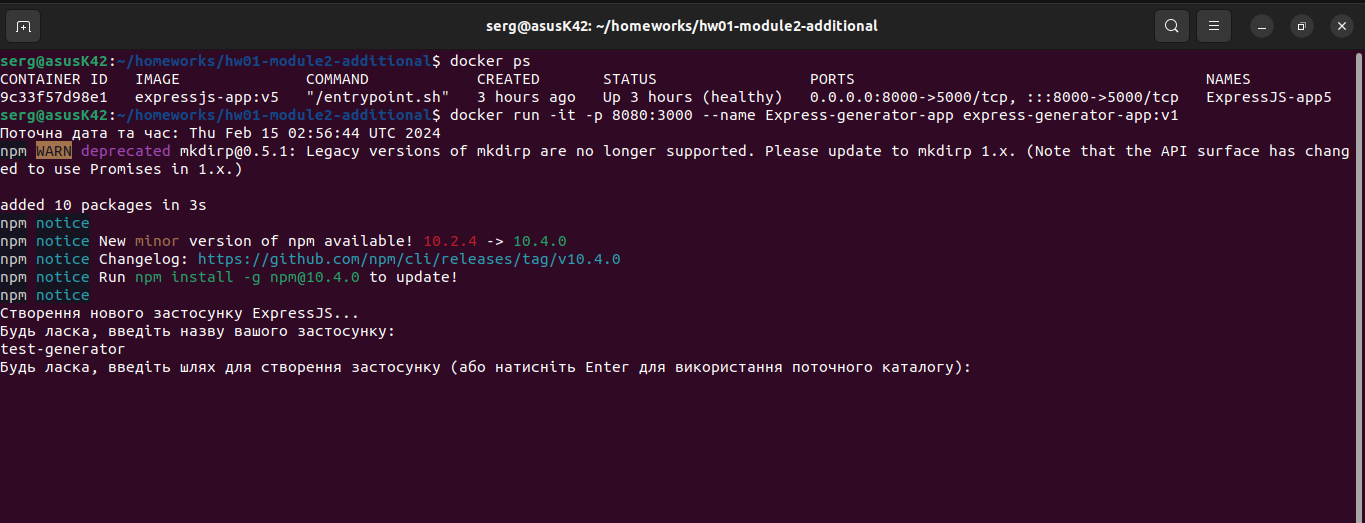 serg@asusK42: ~/homeworks/hw01-module2-additional
serg@asusK42:~/homeworks/hw01-module2-additional$ docker ps
CONTAINER ID   IMAGE              COMMAND            CREATED       STATUS                 PORTS                                       NAMES
9c33f57d98e1   expressjs-app:v5   "/entrypoint.sh"   3 hours ago   Up 3 hours (healthy)   0.0.0.0:8000->5000/tcp, :::8000->5000/tcp   ExpressJS-app5
serg@asusK42:~/homeworks/hw01-module2-additional$ docker run -it -p 8080:3000 --name Express-generator-app express-generator-app:v1
Поточна дата та час: Thu Feb 15 02:56:44 UTC 2024
npm WARN deprecated mkdirp@0.5.1: Legacy versions of mkdirp are no longer supported. Please update to mkdirp 1.x. (Note that the API surface has chang
ed to use Promises in 1.x.)
added 10 packages in 3s
npm notice
npm notice New minor version of npm available! 10.2.4 -> 10.4.0
npm notice Changelog: https://github.com/npm/cli/releases/tag/v10.4.0
npm notice Run npm install -g npm@10.4.0 to update!
npm notice
Створення нового застосунку ExpressJS...
Будь ласка, введіть назву вашого застосунку:
test-generator
Будь ласка, введіть шлях для створення застосунку (або натисніть Enter для використання поточного каталогу):